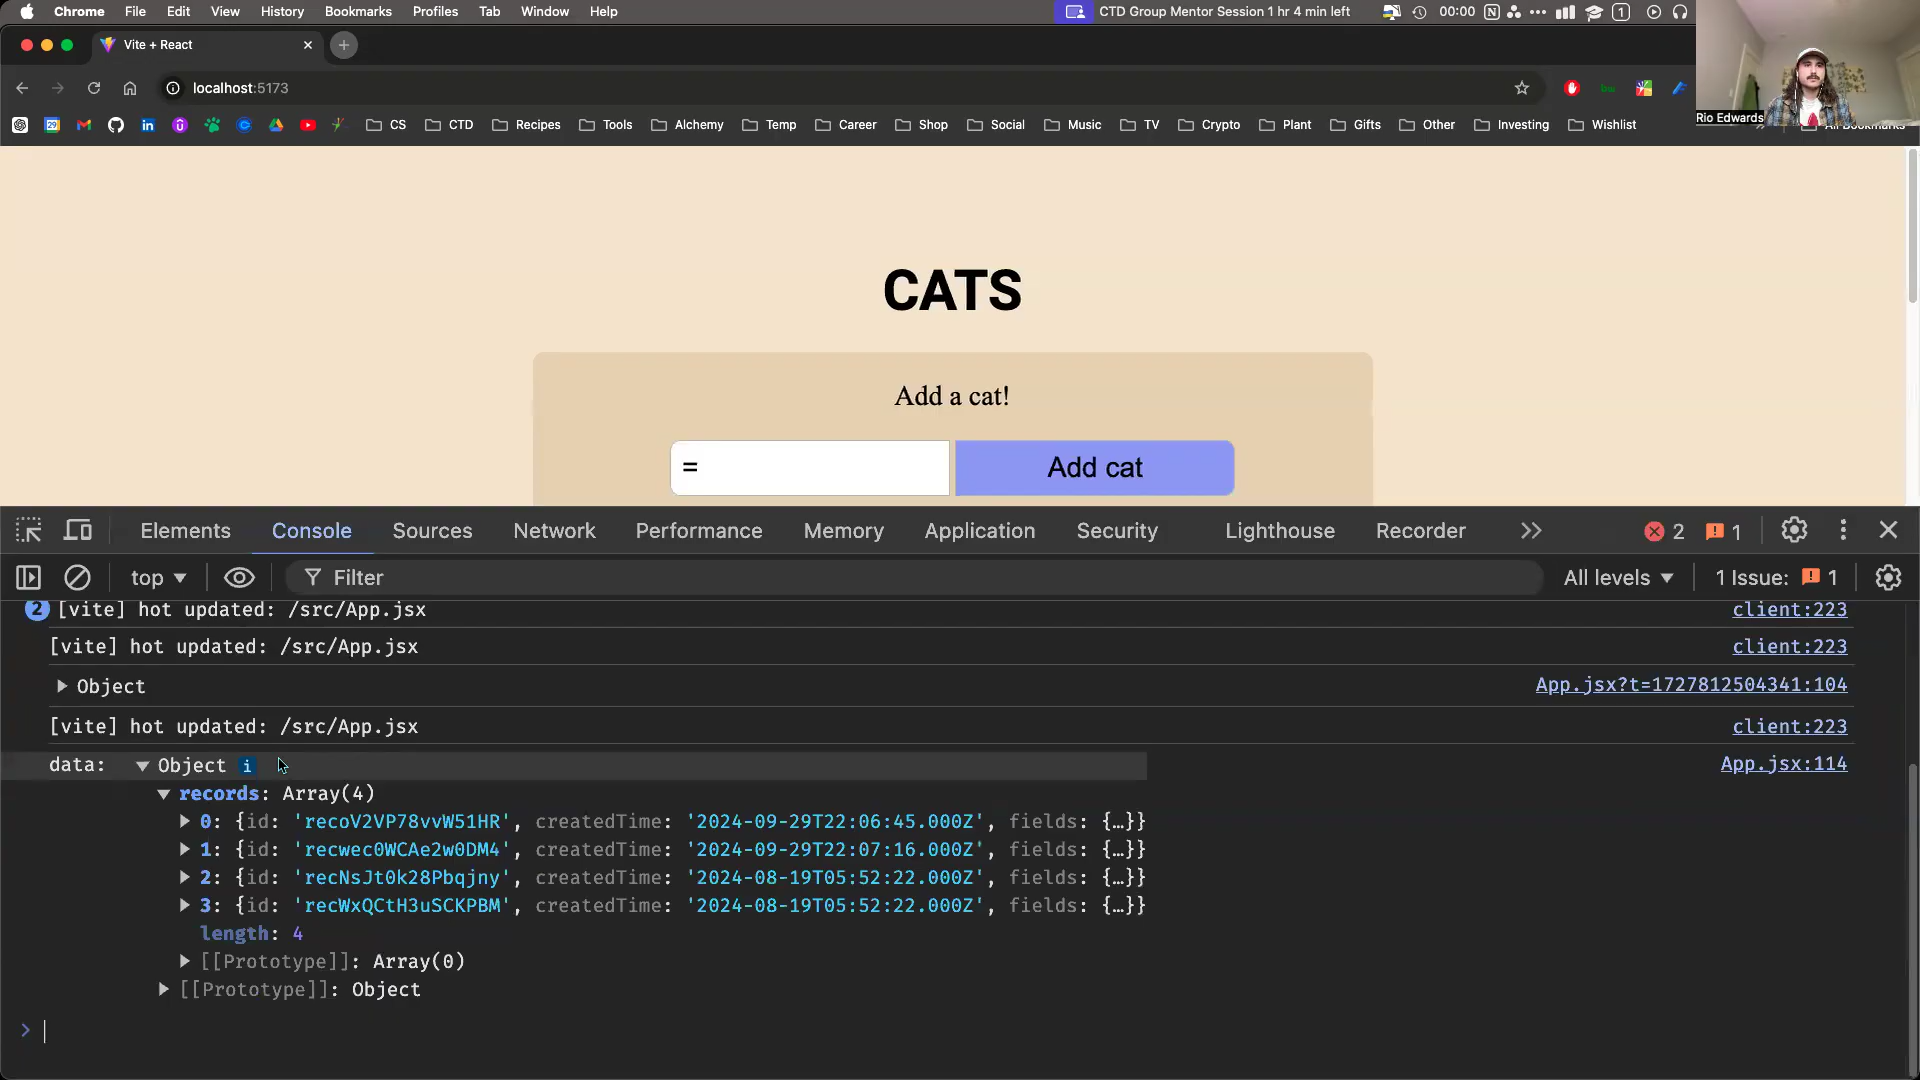 Chrome File Edit View History Bookmarks Profiles Tab Window Help CTD Group Mentor Session 1 hr 4 min left 00:00 1
Vite + React
localhost:5173
CS CTD Recipes Tools Alchemy Temp Career Shop Social Music TV Crypto Plant Gifts Other Investing Wishlist All Bookmarks
Rio Edwards
CATS
Add a cat!
= Add cat
Elements Console Sources Network Performance Memory Application Security Lighthouse Recorder 2 1
top Filter All levels 1 Issue: 1
2 [vite] hot updated: /src/App.jsx client:223
[vite] hot updated: /src/App.jsx client:223
Object App.jsx?t=1727812504341:104
[vite] hot updated: /src/App.jsx client:223
data: Object i App.jsx:114
records: Array(4)
0: {id: 'recoV2VP78vvW51HR', createdTime: '2024-09-29T22:06:45.000Z', fields: {…}}
1: {id: 'recwec0WCAe2w0DM4', createdTime: '2024-09-29T22:07:16.000Z', fields: {…}}
2: {id: 'recNsJt0k28Pbqjny', createdTime: '2024-08-19T05:52:22.000Z', fields: {…}}
3: {id: 'recWxQCtH3uSCKPBM', createdTime: '2024-08-19T05:52:22.000Z', fields: {…}}
length: 4
[[Prototype]]: Array(0)
[[Prototype]]: Object
>